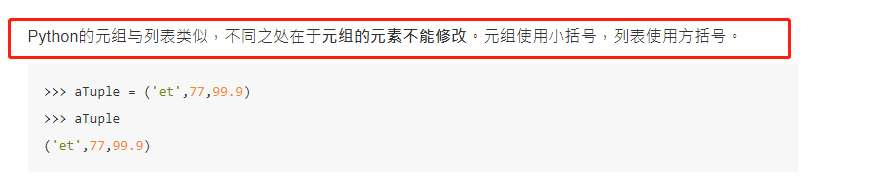 Python的元组与列表类似，不同之处在于元组的元素不能修改。元组使用小括号，列表使用方括号。
>>> aTuple = ('et',77,99.9)
>>> aTuple
('et',77,99.9)